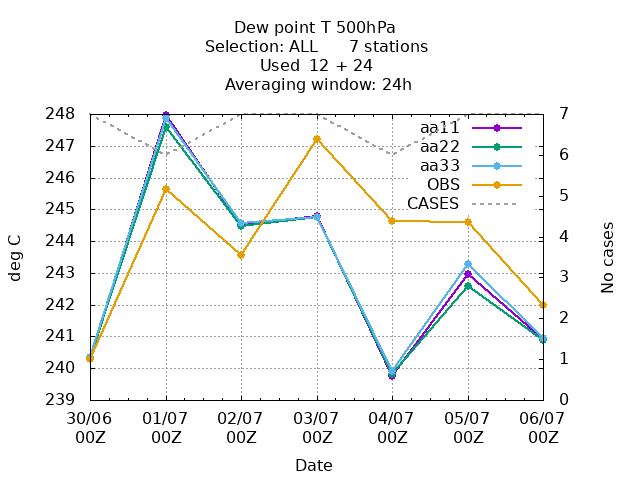 Dew point T 500hPa
Selection: ALL      7 stations
Used  12 + 24
Averaging window: 24h
248
247
246
245
244
243
242
241
240
239
deg C
7
6
5
4
3
2
1
0
No cases
aa11
aa22
aa33
OBS
CASES
30/06 01/07 02/07 03/07 04/07 05/07 06/07
00Z 00Z 00Z 00Z 00Z 00Z 00Z
Date